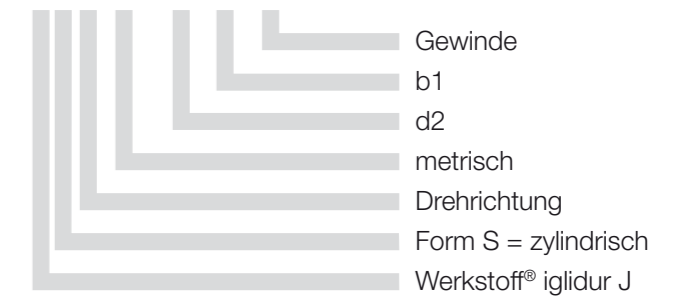 Gewinde
b1
d2
metrisch
Drehrichtung
Form S = zylindrisch
Werkstoff® iglidur J